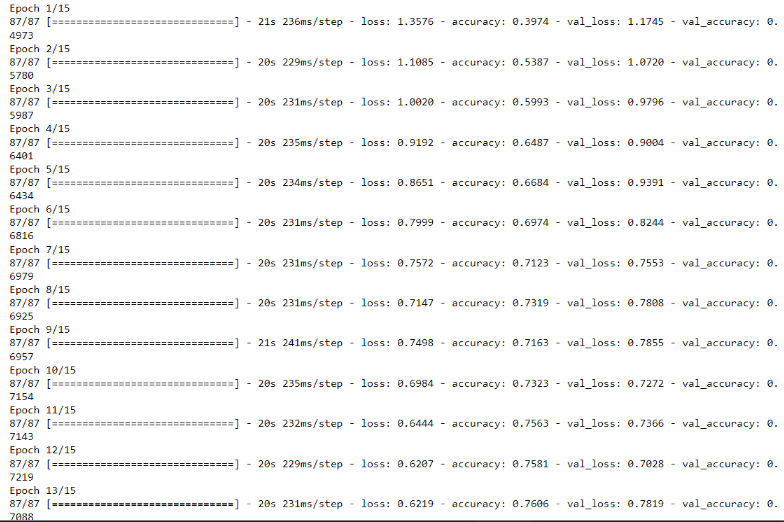 Epoch 1/15
87/87 [==============================] - 21s 236ms/step - loss: 1.3576 - accuracy: 0.3974 - val_loss: 1.1745 - val_accuracy: 0.
4973
Epoch 2/15
87/87 [==============================] - 20s 229ms/step - loss: 1.1085 - accuracy: 0.5387 - val_loss: 1.0720 - val_accuracy: 0.
5780
Epoch 3/15
87/87 [==============================] - 20s 231ms/step - loss: 1.0020 - accuracy: 0.5993 - val_loss: 0.9796 - val_accuracy: 0.
5987
Epoch 4/15
87/87 [==============================] - 20s 235ms/step - loss: 0.9192 - accuracy: 0.6487 - val_loss: 0.9004 - val_accuracy: 0.
6401
Epoch 5/15
87/87 [==============================] - 20s 234ms/step - loss: 0.8651 - accuracy: 0.6684 - val_loss: 0.9391 - val_accuracy: 0.
6434
Epoch 6/15
87/87 [==============================] - 20s 231ms/step - loss: 0.7999 - accuracy: 0.6974 - val_loss: 0.8244 - val_accuracy: 0.
6816
Epoch 7/15
87/87 [==============================] - 20s 231ms/step - loss: 0.7572 - accuracy: 0.7123 - val_loss: 0.7553 - val_accuracy: 0.
6979
Epoch 8/15
87/87 [==============================] - 20s 231ms/step - loss: 0.7147 - accuracy: 0.7319 - val_loss: 0.7808 - val_accuracy: 0.
6925
Epoch 9/15
87/87 [==============================] - 21s 241ms/step - loss: 0.7498 - accuracy: 0.7163 - val_loss: 0.7855 - val_accuracy: 0.
6957
Epoch 10/15
87/87 [==============================] - 20s 235ms/step - loss: 0.6984 - accuracy: 0.7323 - val_loss: 0.7272 - val_accuracy: 0.
7154
Epoch 11/15
87/87 [==============================] - 20s 232ms/step - loss: 0.6444 - accuracy: 0.7563 - val_loss: 0.7366 - val_accuracy: 0.
7143
Epoch 12/15
87/87 [==============================] - 20s 229ms/step - loss: 0.6207 - accuracy: 0.7581 - val_loss: 0.7028 - val_accuracy: 0.
7219
Epoch 13/15
87/87 [==============================] - 20s 231ms/step - loss: 0.6219 - accuracy: 0.7606 - val_loss: 0.7819 - val_accuracy: 0.
7088